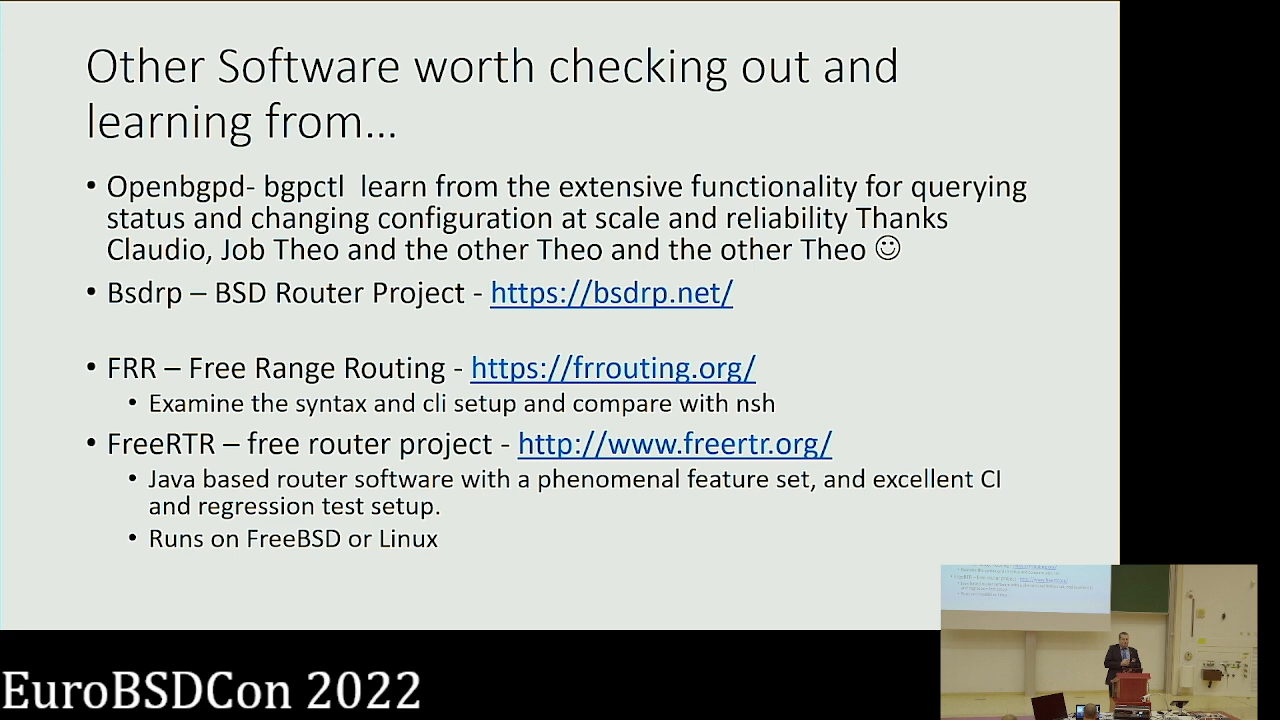 Other Software worth checking out and
learning from...
• Openbgpd- bgpctl  learn from the extensive functionality for querying
status and changing configuration at scale and reliability Thanks
Claudio, Job Theo and the other Theo and the other Theo ☺
• Bsdrp – BSD Router Project - https://bsdrp.net/
• FRR – Free Range Routing - https://frrouting.org/
• Examine the syntax and cli setup and compare with nsh
• FreeRTR – free router project - http://www.freertr.org/
• Java based router software with a phenomenal feature set, and excellent CI
and regression test setup.
• Runs on FreeBSD or Linux
EuroBSDCon 2022